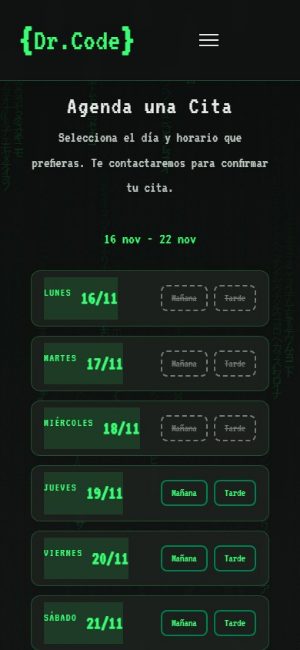 {Dr.Code}
Agenda una Cita
Selecciona el día y horario que
prefieras. Te contactaremos para confirmar
tu cita.
16 nov - 22 nov
LUNES 16/11 Mañana Tarde
MARTES 17/11 Mañana Tarde
MIÉRCOLES 18/11 Mañana Tarde
JUEVES 19/11 Mañana Tarde
VIERNES 20/11 Mañana Tarde
SÁBADO 21/11 Mañana Tarde